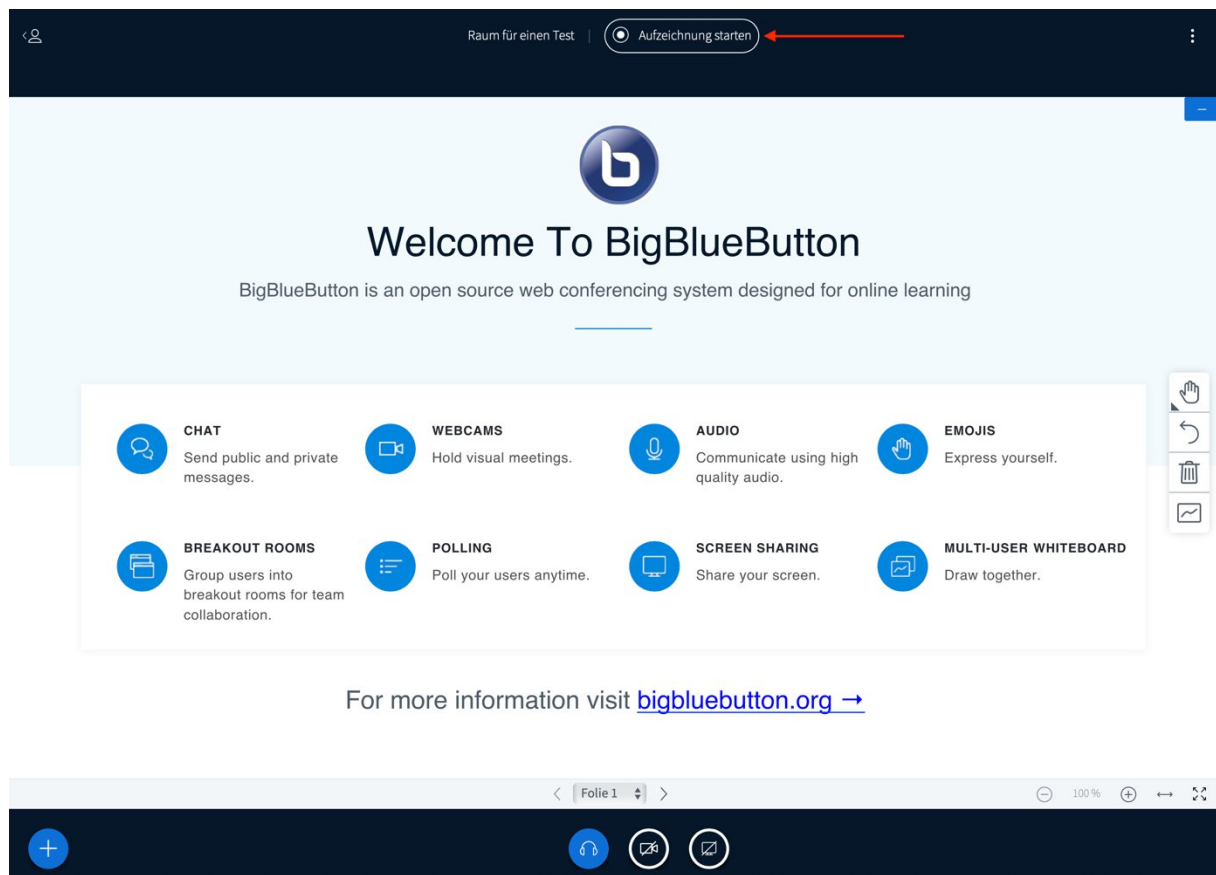 Raum für einen Test | Aufzeichnung starten
Welcome To BigBlueButton
BigBlueButton is an open source web conferencing system designed for online learning
CHAT
Send public and private
messages.
WEBCAMS
Hold visual meetings.
AUDIO
Communicate using high
quality audio.
EMOJIS
Express yourself.
BREAKOUT ROOMS
Group users into
breakout rooms for team
collaboration.
POLLING
Poll your users anytime.
SCREEN SHARING
Share your screen.
MULTI-USER WHITEBOARD
Draw together.
For more information visit bigbluebutton.org →
Folie 1
100 %